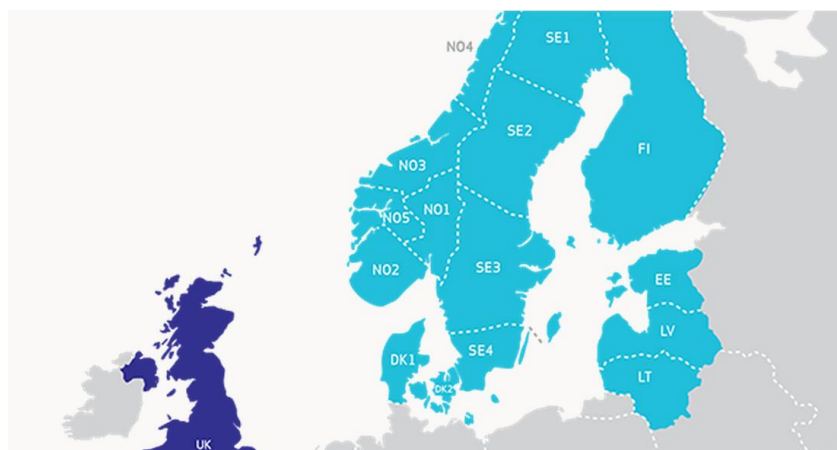 SE1
NO4
SE2
FI
NO3
NO1
NO5
SE3
NO2
EE
LV
SE4
DK1
LT
DK2
UK